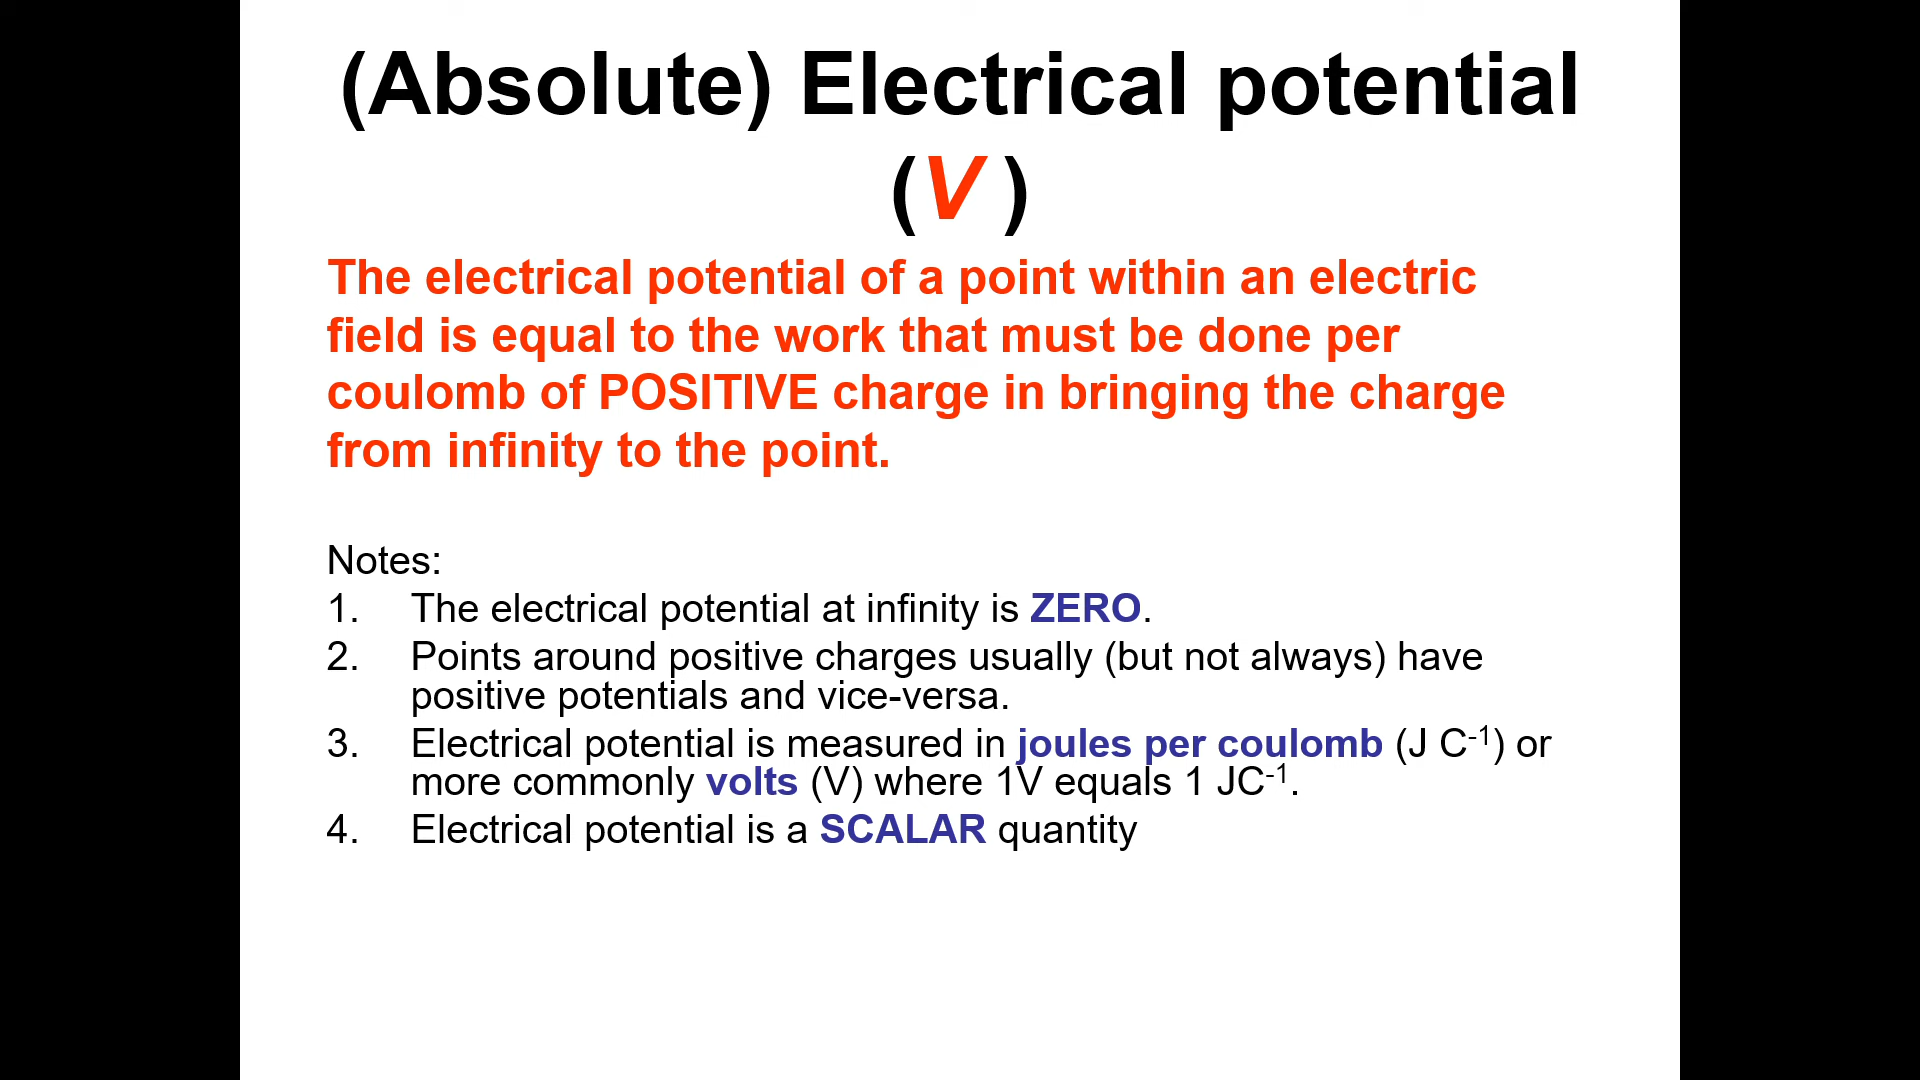 (Absolute) Electrical potential
(V )
The electrical potential of a point within an electric
field is equal to the work that must be done per
coulomb of POSITIVE charge in bringing the charge
from infinity to the point.
Notes:
1. The electrical potential at infinity is ZERO.
2. Points around positive charges usually (but not always) have
positive potentials and vice-versa.
3. Electrical potential is measured in joules per coulomb (J C⁻¹) or
more commonly volts (V) where 1V equals 1 JC⁻¹.
4. Electrical potential is a SCALAR quantity